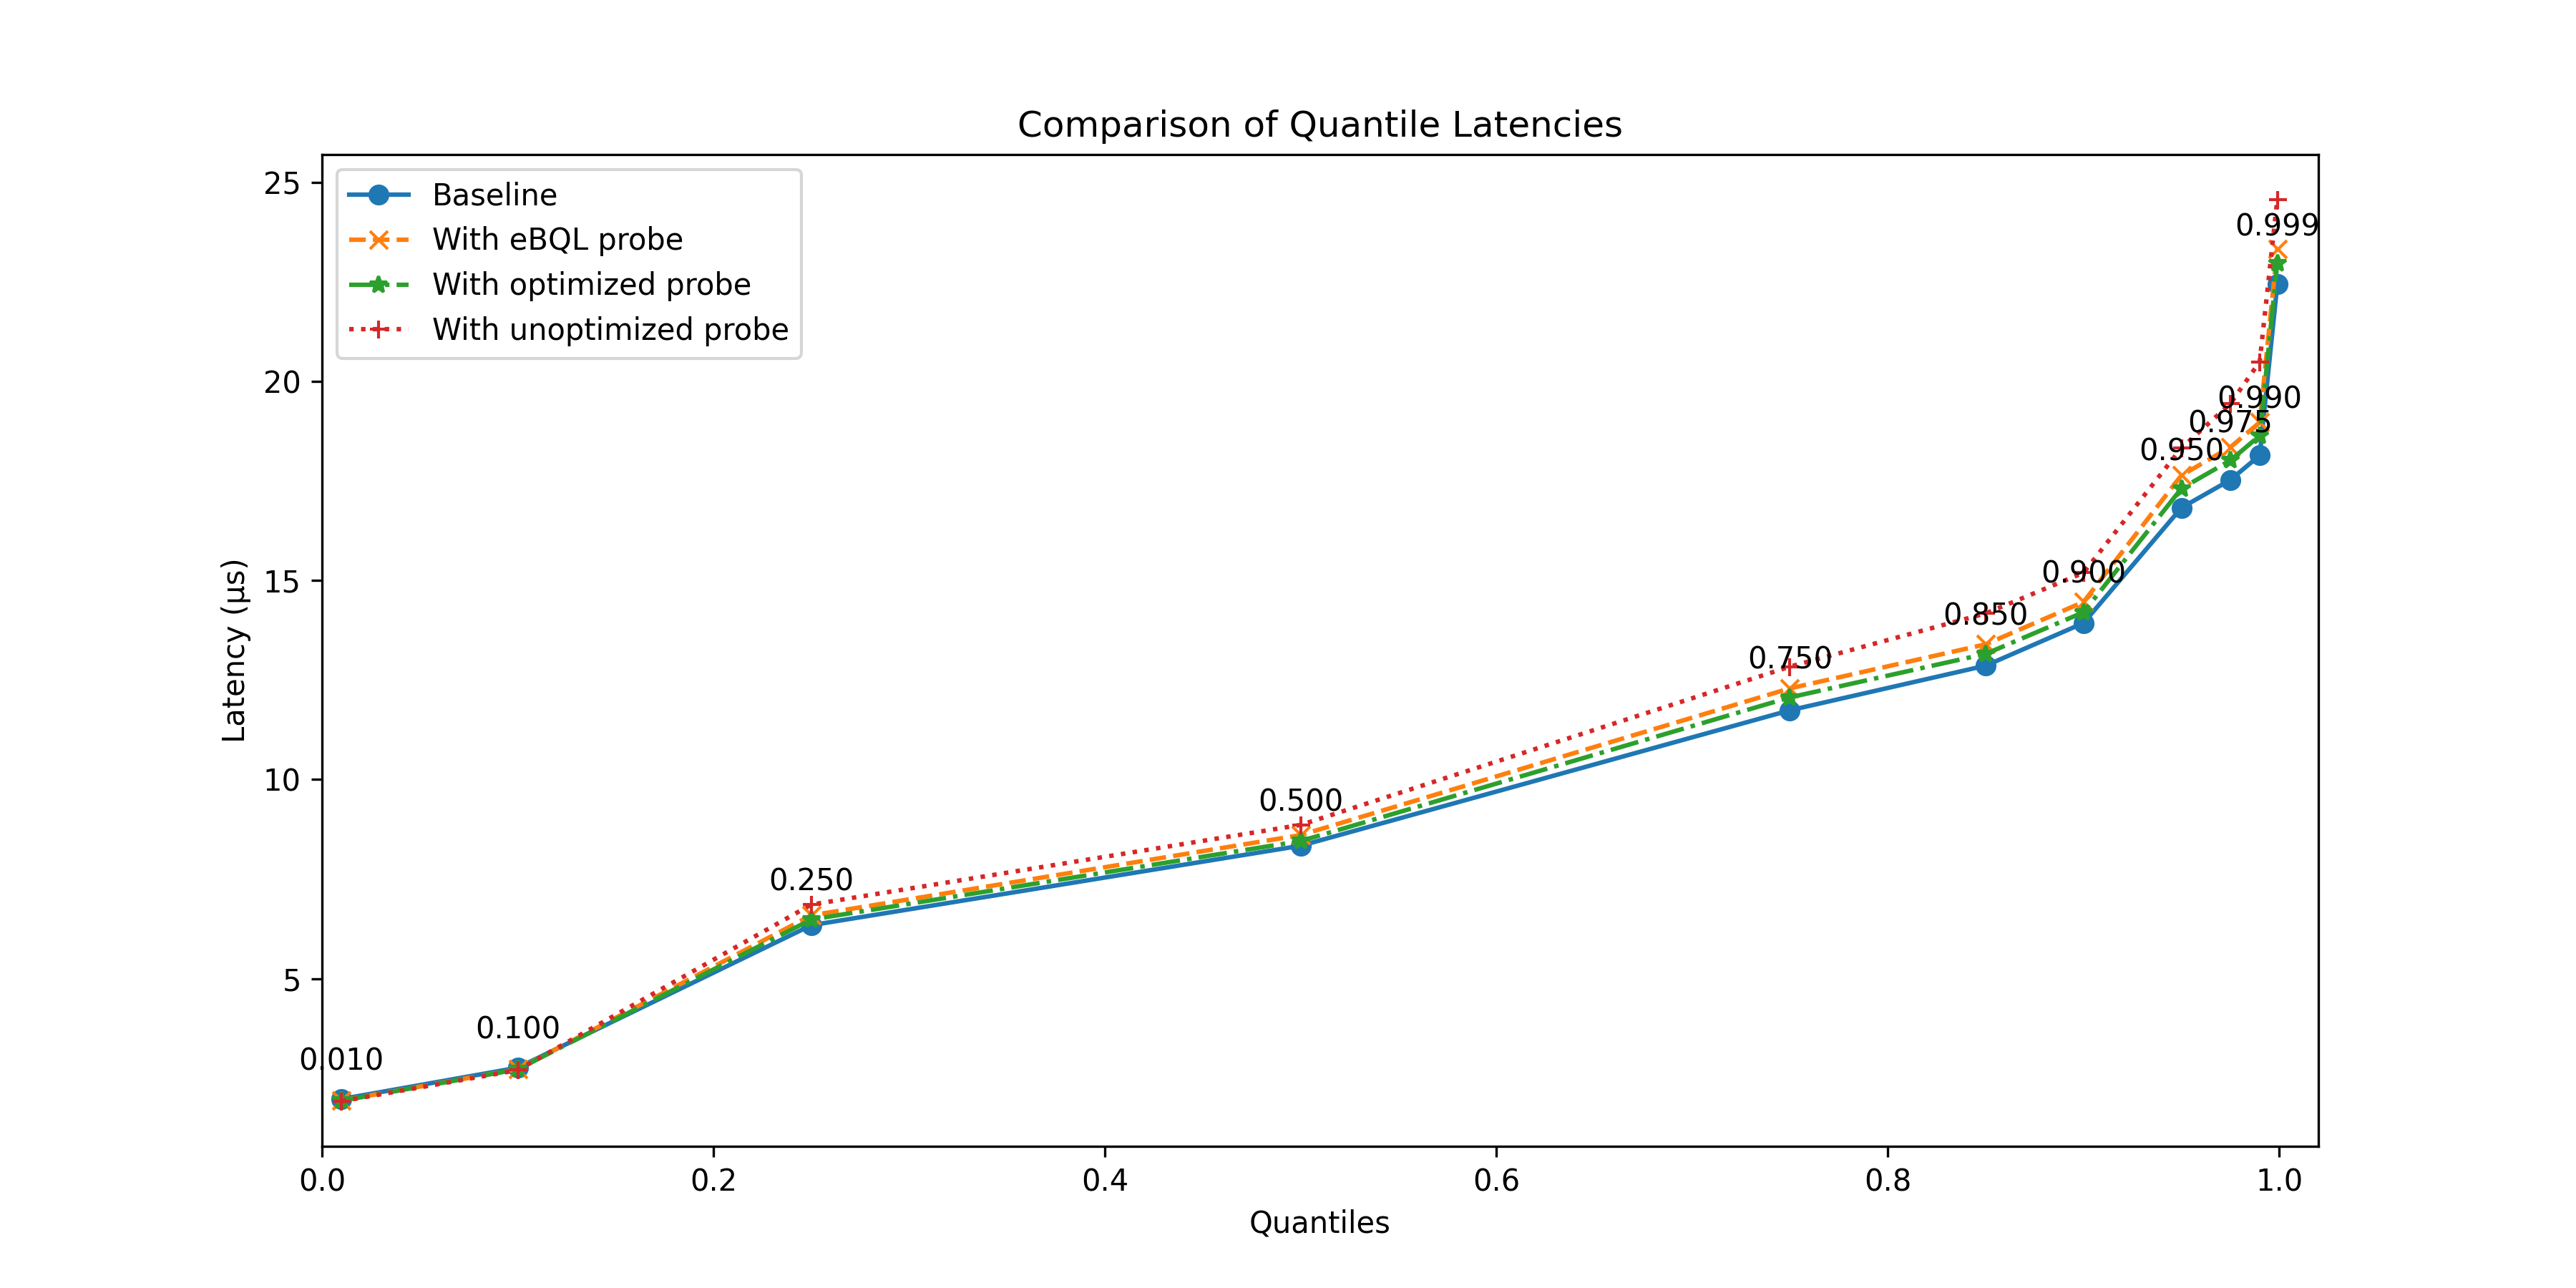 Comparison of Quantile Latencies
Baseline
With eBQL probe
With optimized probe
With unoptimized probe
Latency (µs)
25
20
15
10
5
0.010
0.100
0.250
0.500
0.750
0.850
0.900
0.950
0.975
0.990
0.999
0.0 0.2 0.4 0.6 0.8 1.0
Quantiles